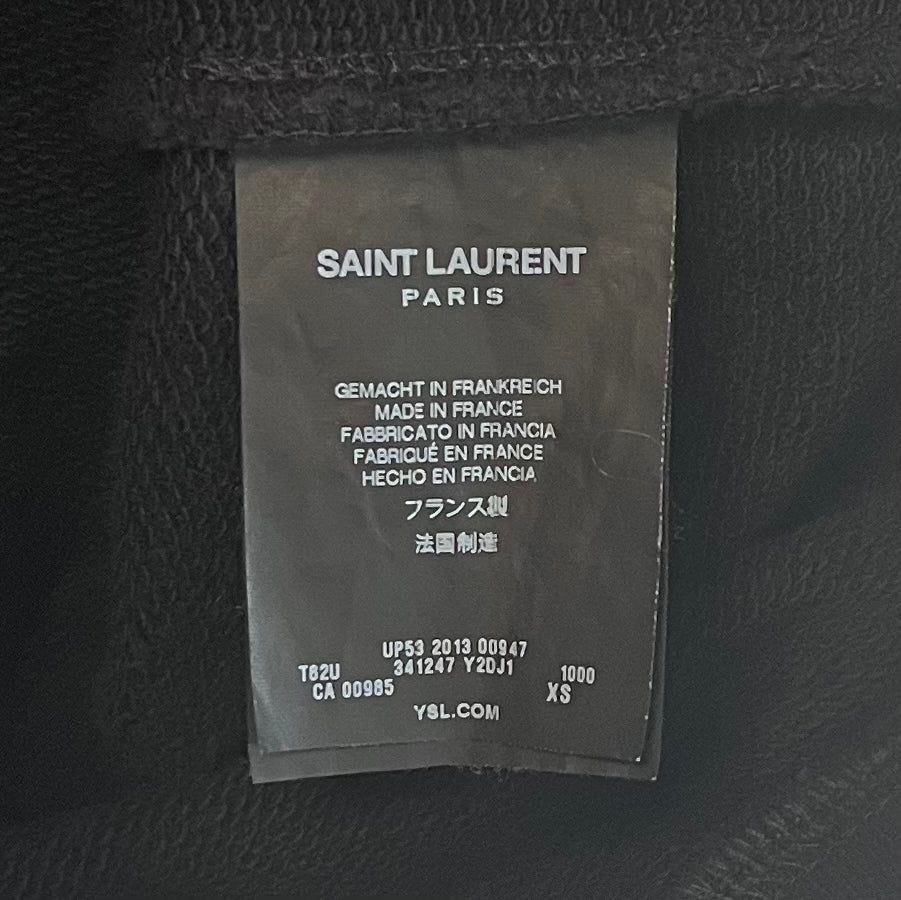 SAINT LAURENT
PARIS
GEMACHT IN FRANKREICH
MADE IN FRANCE
FABBRICATO IN FRANCIA
FABRIQUÉ EN FRANCE
HECHO EN FRANCIA
フランス製
法国制造
UP53 2013 00947
T62U 341247 Y2DJ1 1000
CA 00985 XS
YSL.COM